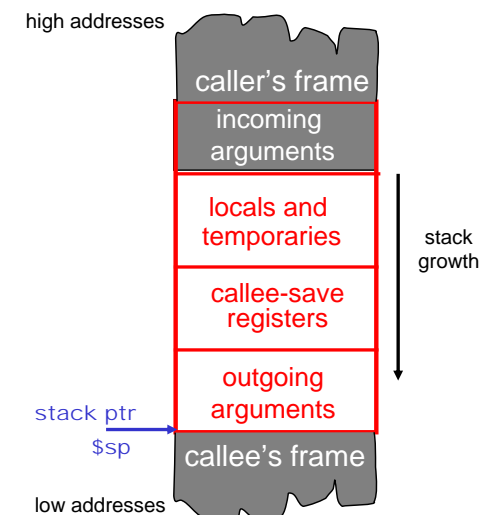 high addresses
caller's frame
incoming
arguments
locals and
temporaries
stack
growth
callee-save
registers
outgoing
arguments
stack ptr
$sp
callee's frame
low addresses